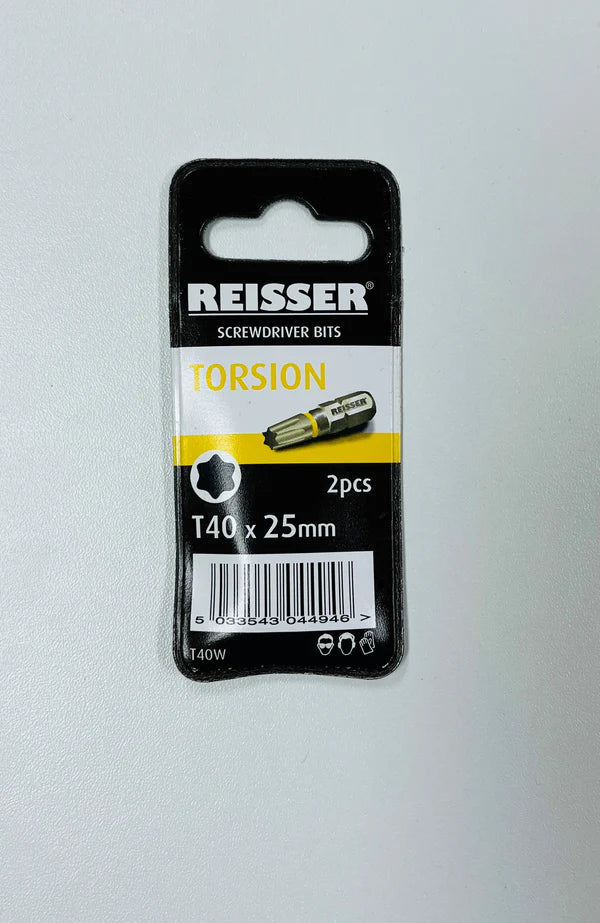 REISSER®
SCREWDRIVER BITS
TORSION
REISSER
2pcs
T40 x 25mm
5 033543 044946 >
T40W